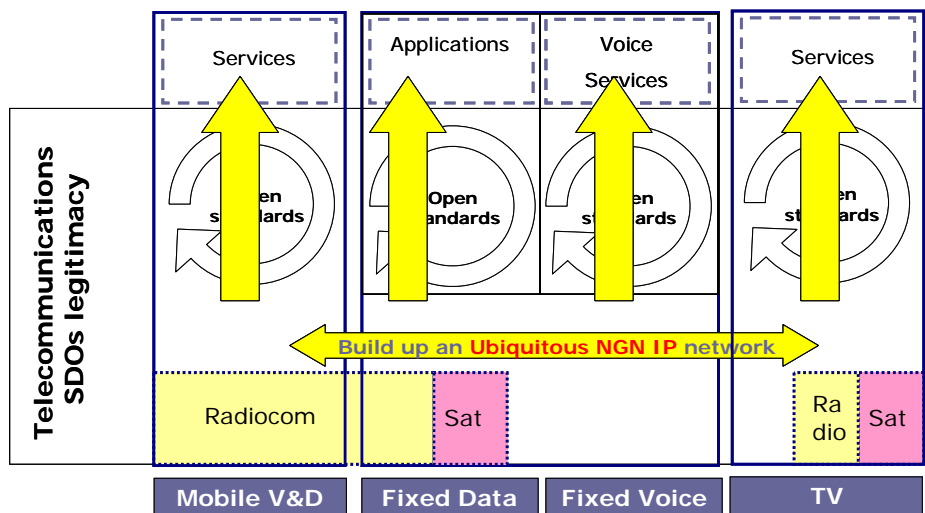 Services
Applications
Voice
Services
Services
Telecommunications
SDOs legitimacy
standards
Open
standards
Build up an Ubiquitous NGN IP network
Radiocom
Sat
Ra
dio
Sat
Mobile V&D
Fixed Data
Fixed Voice
TV